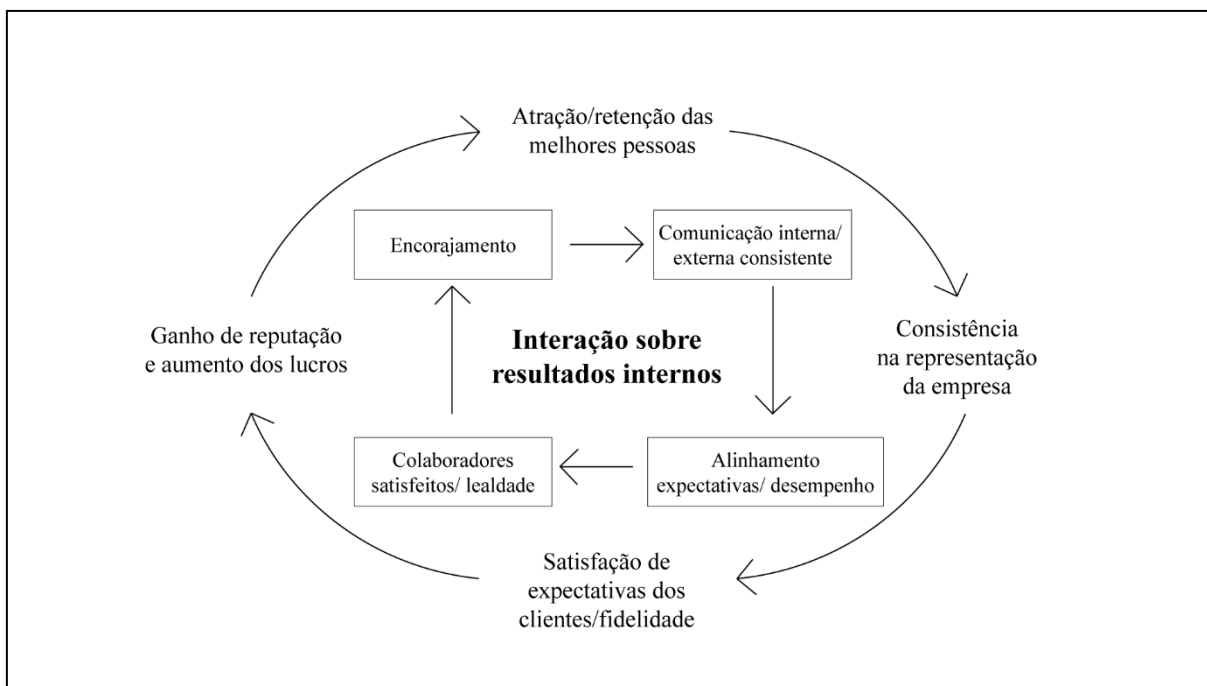 Atração/retenção das
melhores pessoas
Encorajamento
Comunicação interna/
externa consistente
Ganho de reputação
e aumento dos lucros
Interação sobre
resultados internos
Consistência
na representação
da empresa
Colaboradores
satisfeitos/ lealdade
Alinhamento
expectativas/ desempenho
Satisfação de
expectativas dos
clientes/fidelidade